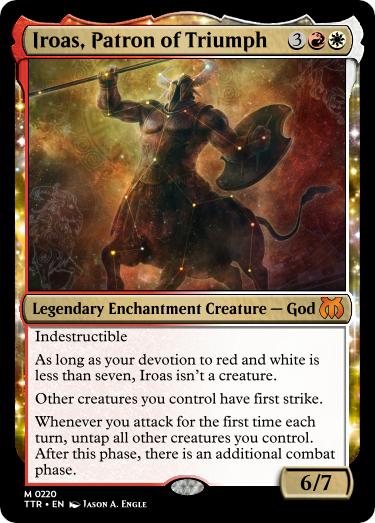 Iroas, Patron of Triumph 3
Legendary Enchantment Creature — God
Indestructible
As long as your devotion to red and white is
less than seven, Iroas isn't a creature.
Other creatures you control have first strike.
Whenever you attack for the first time each
turn, untap all other creatures you control.
After this phase, there is an additional combat
phase.
6/7
M 0220
TTR • EN Jason A. Engle